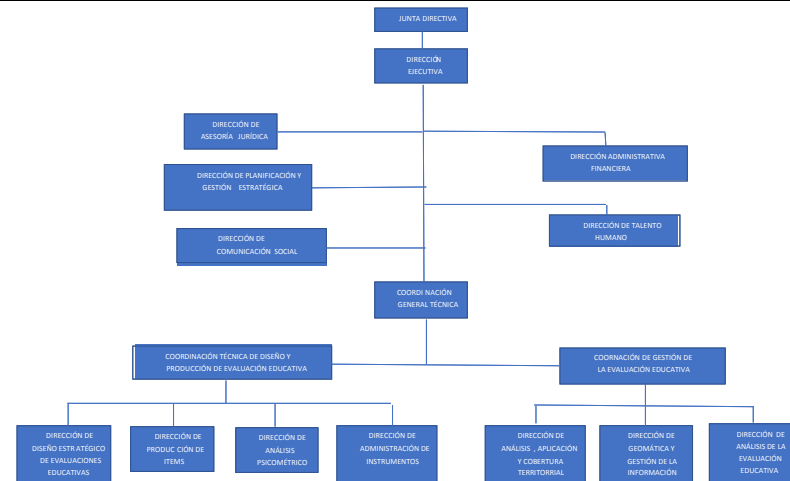 JUNTA DIRECTIVA
DIRECCIÓN
EJECUTIVA
DIRECCIÓN DE
ASESORÍA JURÍDICA
DIRECCIÓN ADMINISTRATIVA
FINANCIERA
DIRECCIÓN DE PLANIFICACIÓN Y
GESTIÓN ESTRATÉGICA
DIRECCIÓN DE TALENTO
HUMANO
DIRECCIÓN DE
COMUNICACIÓN SOCIAL
COORDI NACIÓN
GENERAL TÉCNICA
COORDINACIÓN TÉCNICA DE DISEÑO Y
PRODUCCIÓN DE EVALUACIÓN EDUCATIVA
COORNACIÓN DE GESTIÓN DE
LA EVALUACIÓN EDUCATIVA
DIRECCIÓN DE
DISEÑO ESTR ATÉGICO
DE EVALUACIONES
EDUCATIVAS
DIRECCIÓN DE
PRODUC CIÓN DE
ITEMS
DIRECCIÓN DE
ANÁLISIS
PSICOMÉTRICO
DIRECCIÓN DE
ADMINISTRACIÓN DE
INSTRUMENTOS
DIRECCIÓN DE
ANÁLISIS , APLICACIÓN
Y COBERTURA
TERRITORRIAL
DIRECCIÓN DE
GEOMÁTICA Y
GESTIÓN DE LA
INFORMACIÓN
DIRECCIÓN DE
ANÁLISIS DE LA
EVALUACIÓN
EDUCATIVA